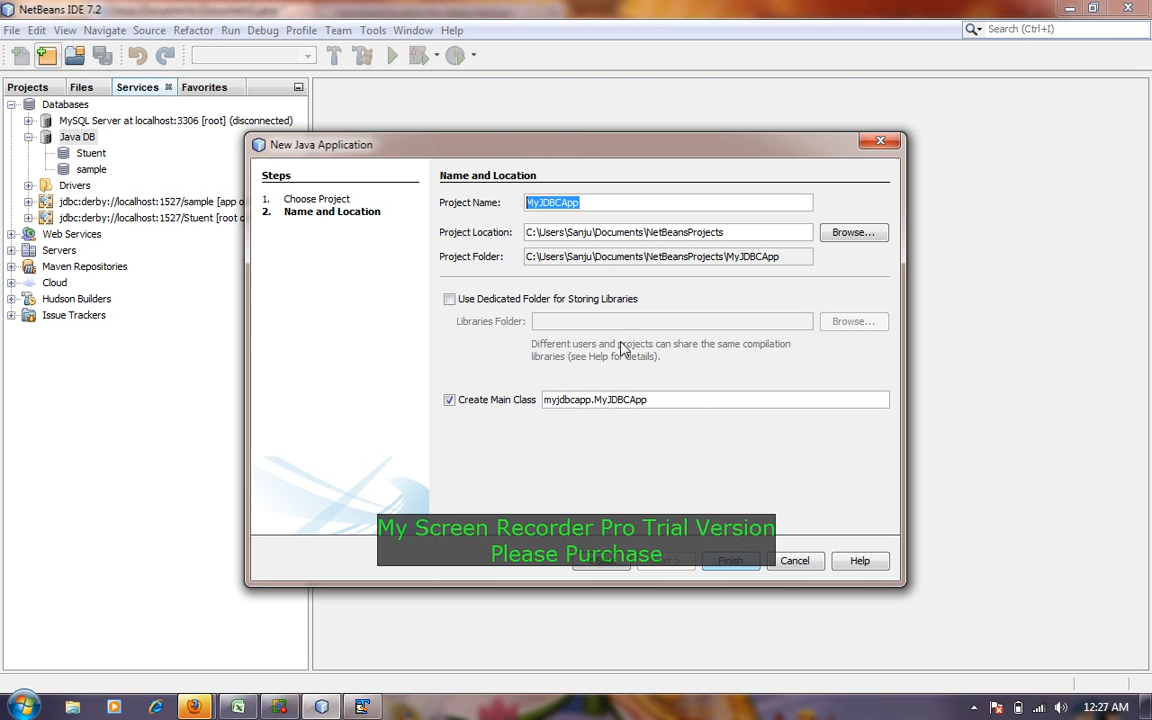 NetBeans IDE 7.2
File Edit View Navigate Source Refactor Run Debug Profile Team Tools Window Help
Search (Ctrl+I)
Projects Files Services Favorites
Databases
MySQL Server at localhost:3306 [root] (disconnected)
Java DB
Stuent
sample
Drivers
jdbc:derby://localhost:1527/sample [app o
jdbc:derby://localhost:1527/Stuent [root o
Web Services
Servers
Maven Repositories
Cloud
Hudson Builders
Issue Trackers
New Java Application
Steps
1. Choose Project
2. Name and Location
Name and Location
Project Name: MyJDBCApp
Project Location: C:\Users\Sanju\Documents\NetBeansProjects Browse...
Project Folder: C:\Users\Sanju\Documents\NetBeansProjects\MyJDBCApp
Use Dedicated Folder for Storing Libraries
Libraries Folder: Browse...
Different users and projects can share the same compilation
libraries (see Help for details).
Create Main Class myjdbcapp.MyJDBCApp
My Screen Recorder Pro Trial Version
Please Purchase
Finish Cancel Help
12:27 AM